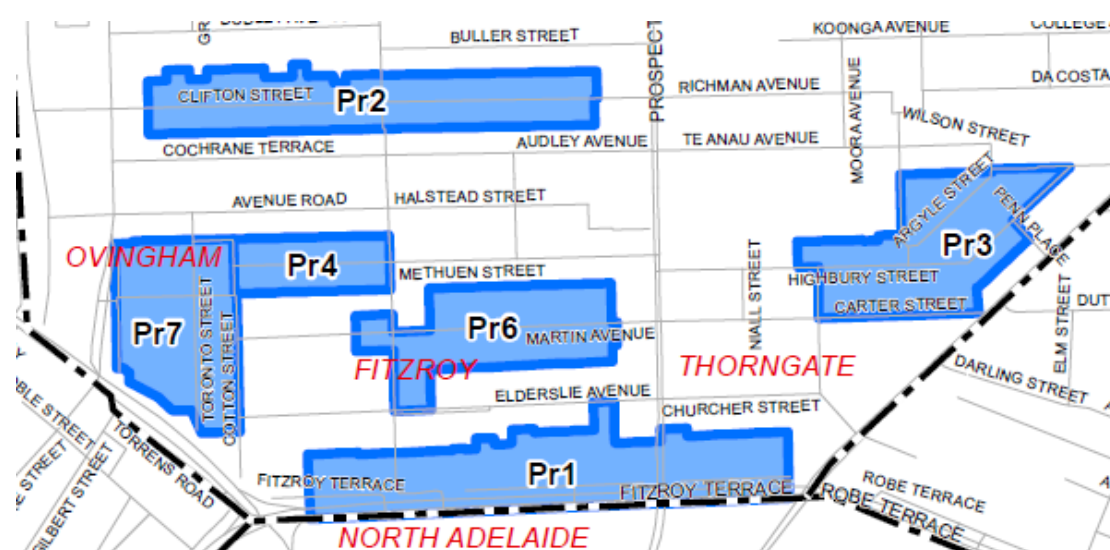 BULLER STREET
PROSPECT
KOONGA AVENUE
COLLEGE
DA COSTA
CLIFTON STREET
Pr2
RICHMAN AVENUE
MOORA AVENUE
WILSON STREET
COCHRANE TERRACE
AUDLEY AVENUE
TE ANAU AVENUE
AVENUE ROAD
HALSTEAD STREET
ARGYLE STREET
PENN PLACE
Pr3
OVINGHAM
Pr4
METHUEN STREET
NIALL STREET
HIGHBURY STREET
CARTER STREET
ELM STREET
DUT
Pr7
TORONTO STREET
COTTON STREET
Pr6
MARTIN AVENUE
FITZROY
THORNGATE
DARLING STREET
ELDERSLIE AVENUE
CHURCHER STREET
BLE STREET
TORRENS ROAD
GILBERT STREET
E STREET
FITZROY TERRACE
Pr1
FITZROY TERRACE
ROBE TERRACE
ROBE TERRACE
NORTH ADELAIDE